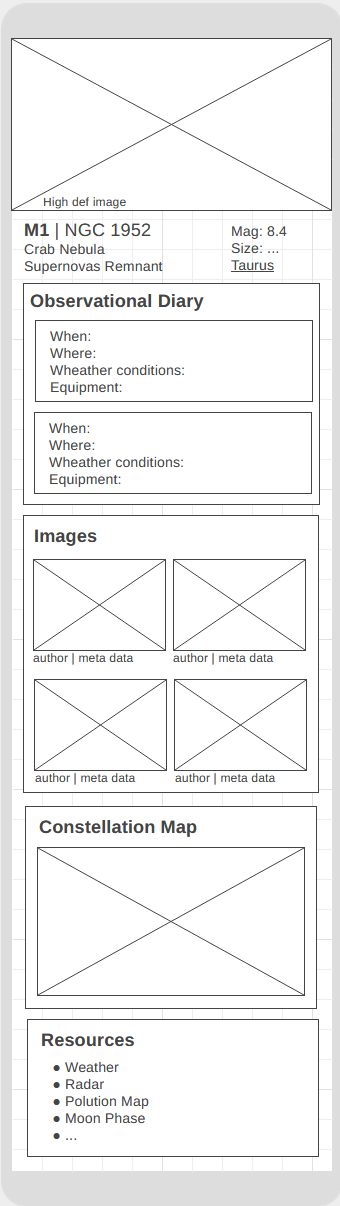 High def image
M1 | NGC 1952
Crab Nebula
Supernovas Remnant
Mag: 8.4
Size: ...
Taurus
Observational Diary
When:
Where:
Wheather conditions:
Equipment:
When:
Where:
Wheather conditions:
Equipment:
Images
author | meta data
author | meta data
author | meta data
author | meta data
Constellation Map
Resources
● Weather
● Radar
● Polution Map
● Moon Phase
● ...